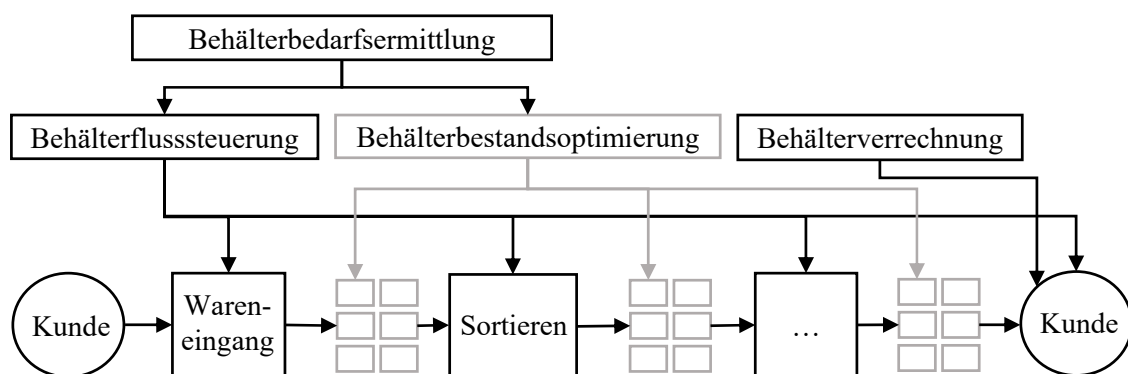 Behälterbedarfsermittlung
Behälterflusssteuerung
Behälterbestandsoptimierung
Behälterverrechnung
Kunde
Waren-
eingang
Sortieren
…
Kunde